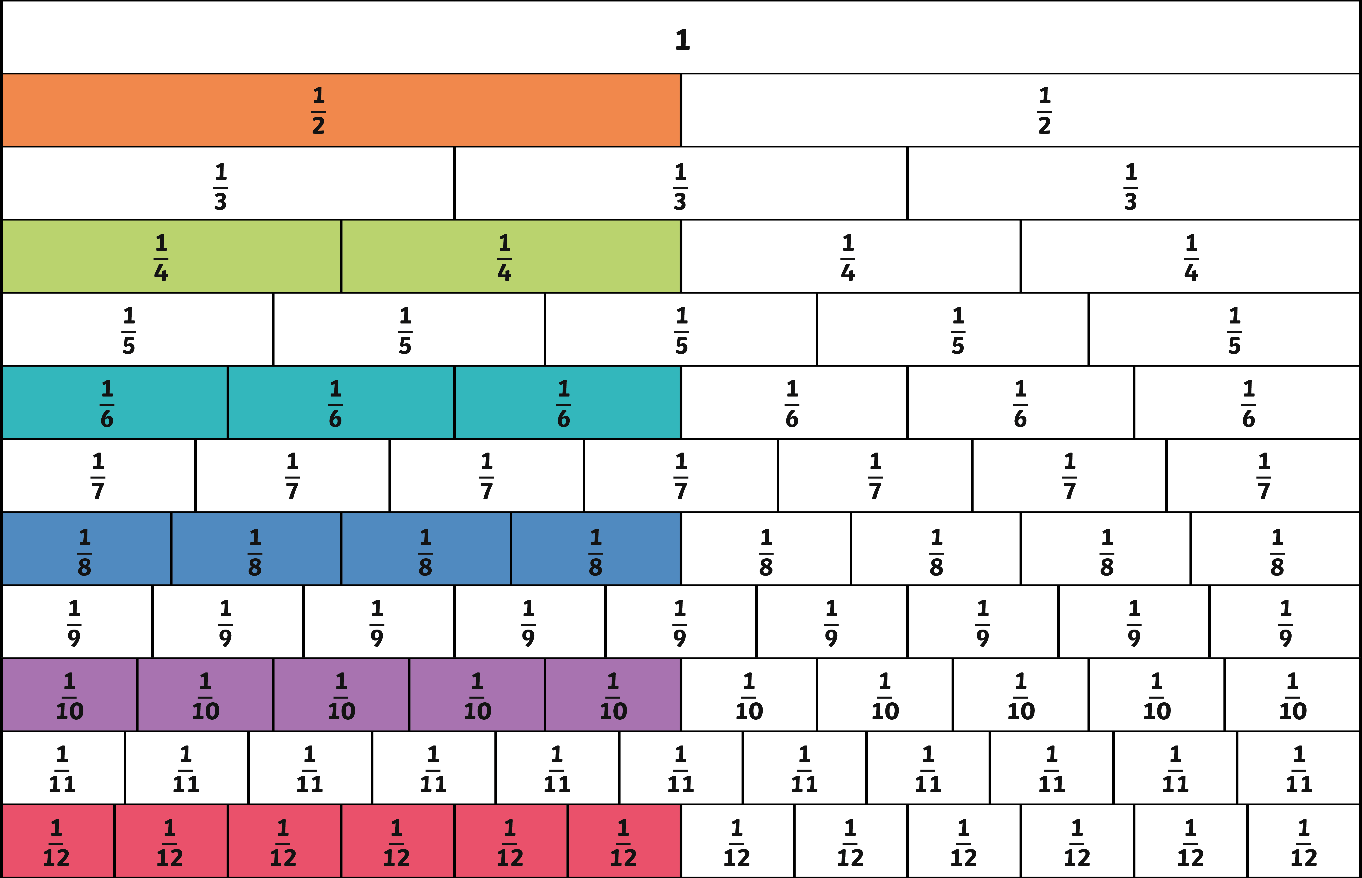 1
1/2 1/2
1/3 1/3 1/3
1/4 1/4 1/4 1/4
1/5 1/5 1/5 1/5 1/5
1/6 1/6 1/6 1/6 1/6 1/6
1/7 1/7 1/7 1/7 1/7 1/7 1/7
1/8 1/8 1/8 1/8 1/8 1/8 1/8 1/8
1/9 1/9 1/9 1/9 1/9 1/9 1/9 1/9 1/9
1/10 1/10 1/10 1/10 1/10 1/10 1/10 1/10 1/10 1/10
1/11 1/11 1/11 1/11 1/11 1/11 1/11 1/11 1/11 1/11 1/11
1/12 1/12 1/12 1/12 1/12 1/12 1/12 1/12 1/12 1/12 1/12 1/12